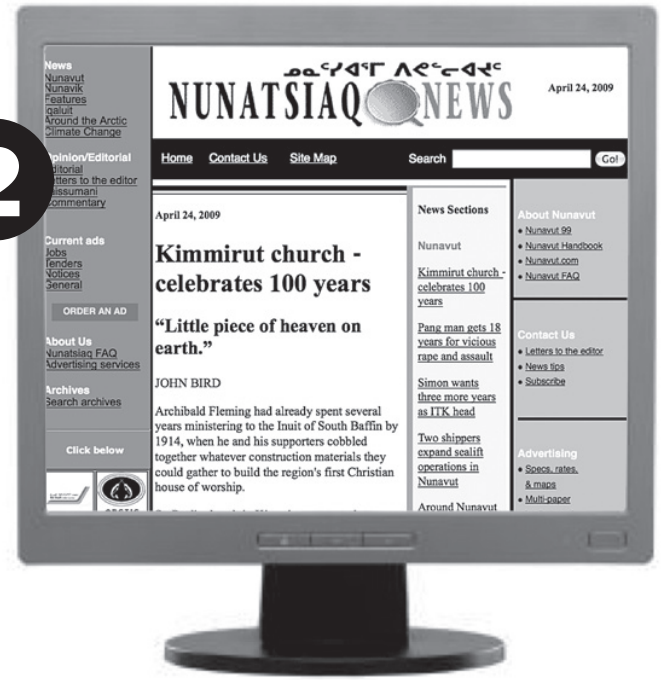 2
News
Nunavut
Nunavik
Features
qaluit
Around the Arctic
Climate Change
pinion/Editorial
ditorial
etters to the editor
issumani
ommentary
Current ads
Jobs
Tenders
Notices
General
ORDER AN AD
About Us
Nunatsiaq FAQ
Advertising services
Archives
Search archives
Click below
NUNATSIAQ NEWS
April 24, 2009
Home Contact Us Site Map Search Go!
April 24, 2009
Kimmirut church -
celebrates 100 years
“Little piece of heaven on
earth.”
JOHN BIRD
Archibald Fleming had already spent several
years ministering to the Inuit of South Baffin by
1914, when he and his supporters cobbled
together whatever construction materials they
could gather to build the region's first Christian
house of worship.
News Sections
Nunavut
Kimmirut church -
celebrates 100
years
Pang man gets 18
years for vicious
rape and assault
Simon wants
three more years
as ITK head
Two shippers
expand sealift
operations in
Nunavut
Around Nunavut
About Nunavut
• Nunavut 99
• Nunavut Handbook
• Nunavut.com
• Nunavut FAQ
Contact Us
• Letters to the editor
• News tips
• Subscribe
Advertising
• Specs, rates,
& maps
• Multi-paper